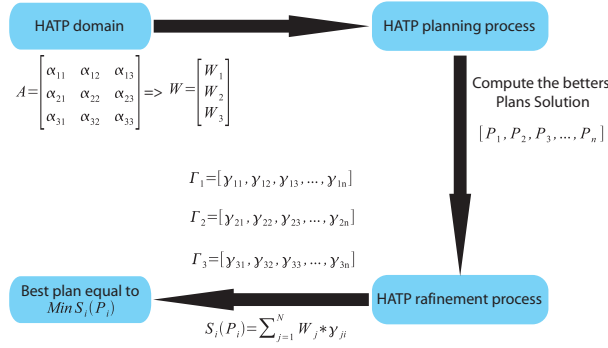 HATP domain
HATP planning process
A=[α11 α12 α13
α21 α22 α23
α31 α32 α33] => W=[W1
W2
W3]
Compute the betters
Plans Solution
[P1, P2, P3, ..., Pn]
Γ1=[γ11, γ12, γ13, ..., γ1n]
Γ2=[γ21, γ22, γ23, ..., γ2n]
Γ3=[γ31, γ32, γ33, ..., γ3n]
Best plan equal to
Min Si(Pi)
HATP rafinement process
Si(Pi)=∑j=1N Wj*γji